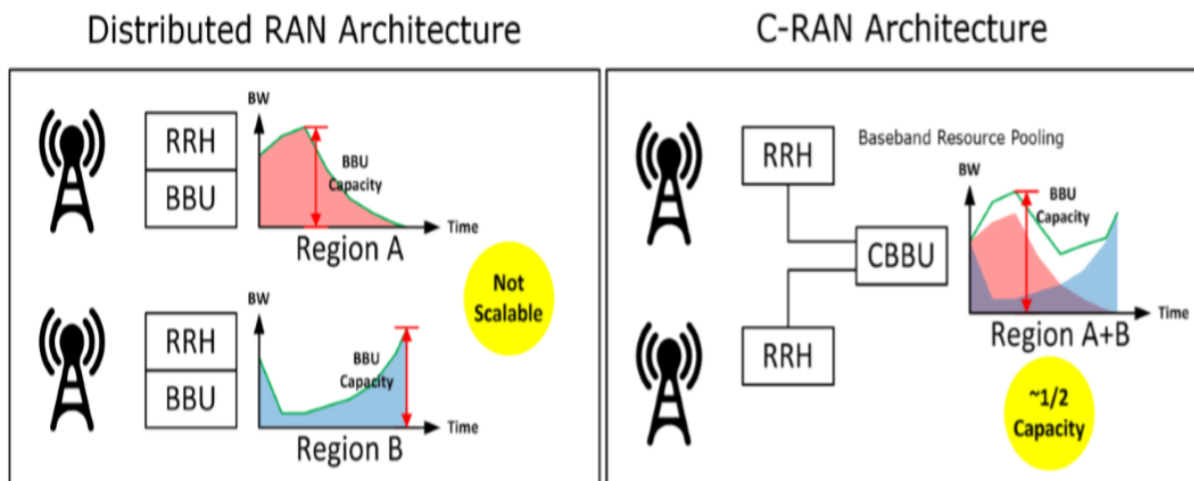 Distributed RAN Architecture
C-RAN Architecture
BW
RRH
BBU
BBU
Capacity
Time
Region A
Not
Scalable
BW
RRH
BBU
BBU
Capacity
Time
Region B
RRH
Baseband Resource Pooling
BW
BBU
Capacity
CBBU
Time
Region A+B
RRH
~1/2
Capacity